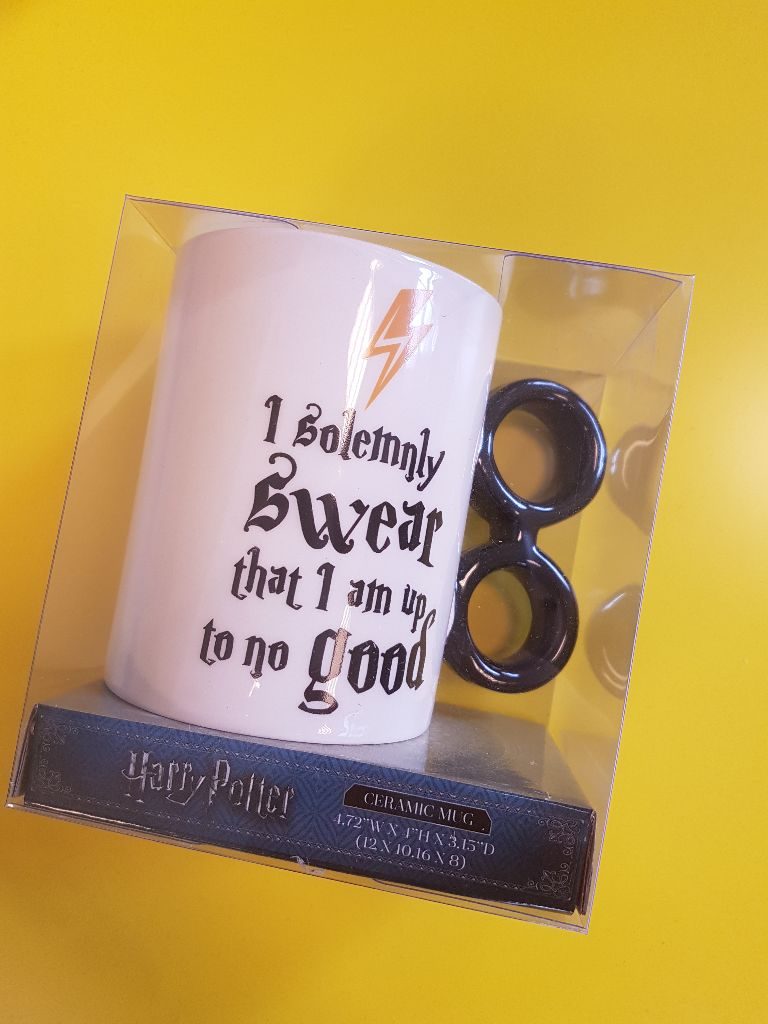 I solemnly
swear
that I am up
to no good
Harry Potter
CERAMIC MUG
4.72"W X 4"H X 3.15"D
(12 X 10.16 X 8)